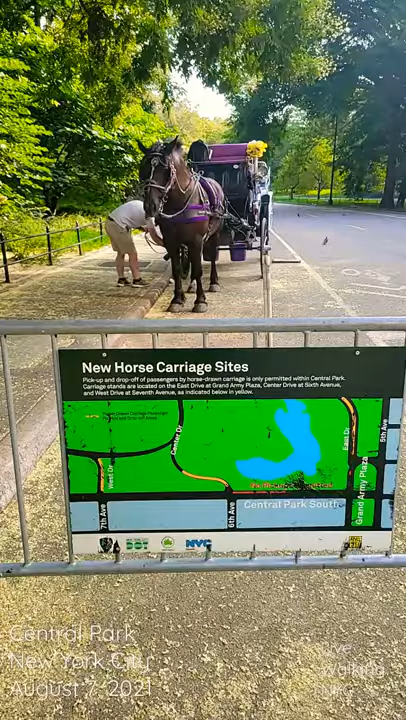 New Horse Carriage Sites
Pick-up and drop-off of passengers by horse-drawn carriage is only permitted within Central Park.
Carriage stands are located on the East Drive at Grand Army Plaza, Center Drive at Sixth Avenue,
and West Drive at Seventh Avenue, as indicated below in yellow.
Center Dr
West Dr
East Dr
5th Ave
Grand Army Plaza
7th Ave
6th Ave
Central Park South
DOT
NYC
Central Park
New York City
August 7, 2021
Live
Walking